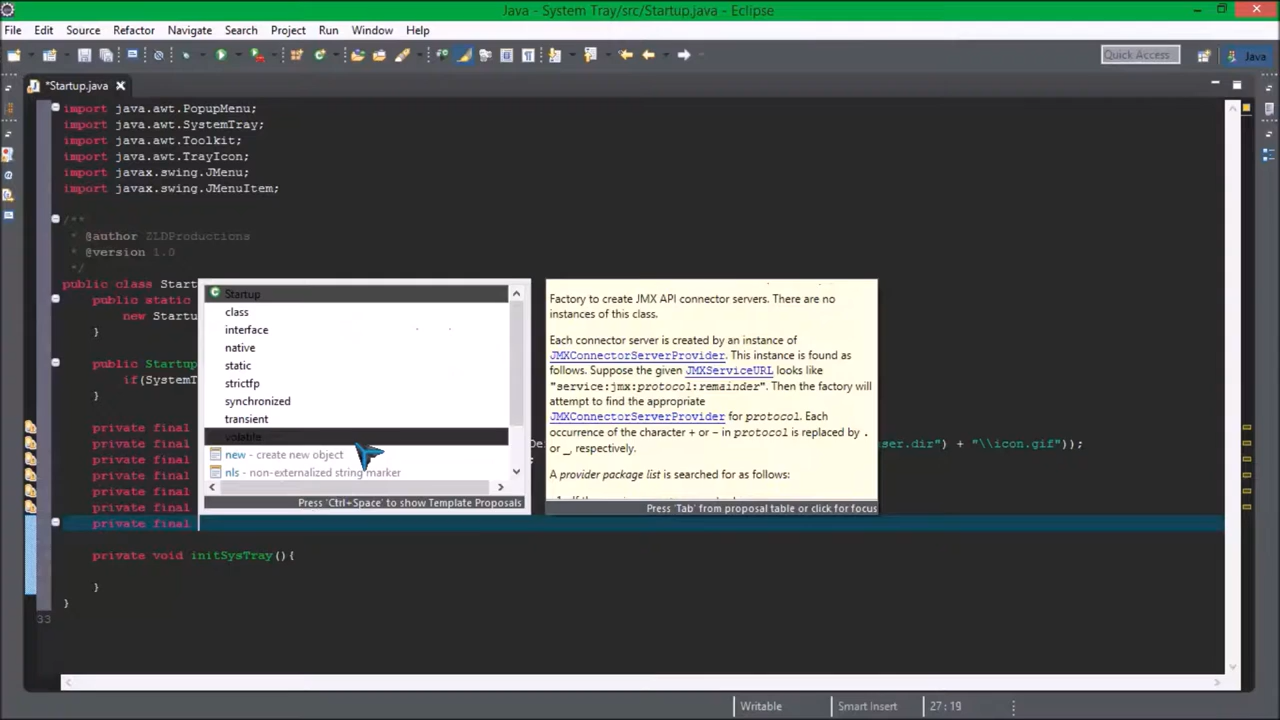 Java - System Tray/src/Startup.java - Eclipse
File Edit Source Refactor Navigate Search Project Run Window Help
Quick Access
Java
*Startup.java
import java.awt.PopupMenu;
import java.awt.SystemTray;
import java.awt.Toolkit;
import java.awt.TrayIcon;
import javax.swing.JMenu;
import javax.swing.JMenuItem;
/**
* @author ZLDProductions
* @version 1.0
*/
public class Start
public static
new Startu
}
public Startup
if(SystemT
}
private final
private final
private final
private final
private final
private final
private final
ser.dir") + "\\icon.gif"));
private void initSysTray(){
}
}
33
Startup
class
interface
native
static
strictfp
synchronized
transient
volatile
new - create new object
nls - non-externalized string marker
Press 'Ctrl+Space' to show Template Proposals
Factory to create JMX API connector servers. There are
no instances of this class.
Each connector server is created by an instance of
JMXConnectorServerProvider. This instance is found as
follows. Suppose the given JMXServiceURL looks like
"service:jmx:protocol:remainder". Then the factory will
attempt to find the appropriate
JMXConnectorServerProvider for protocol. Each
occurrence of the character + or - in protocol is replaced by .
or _, respectively.
A provider package list is searched for as follows:
Press 'Tab' from proposal table or click for focus
Writable
Smart Insert
27 : 19